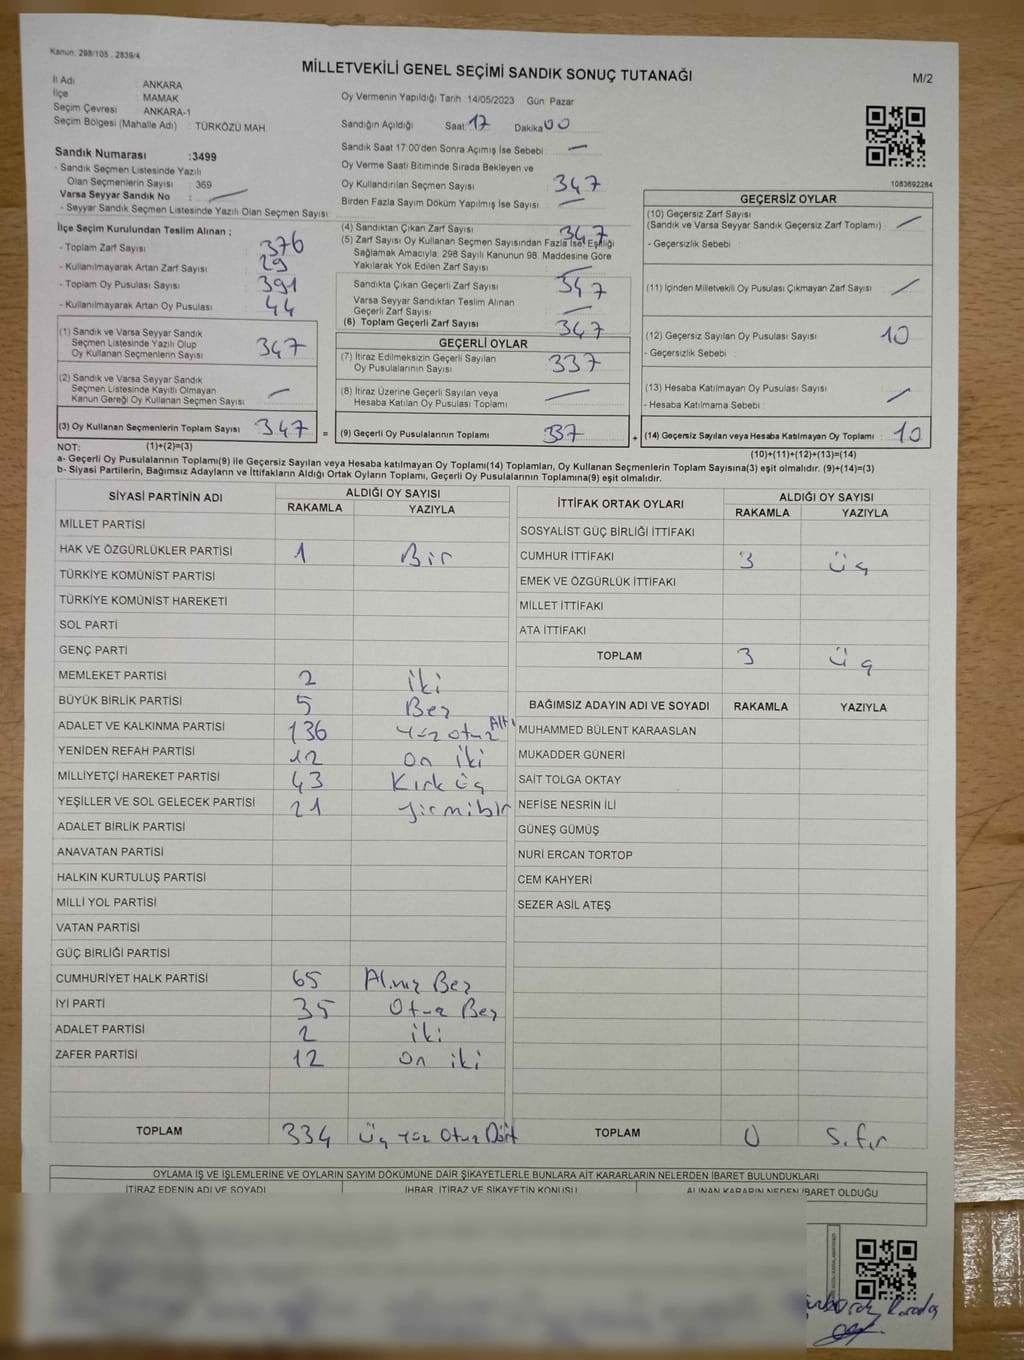 Kanun: 298/105 , 2839/4
MİLLETVEKİLİ GENEL SEÇİMİ SANDIK SONUÇ TUTANAĞI
M/2
İl Adı : ANKARA
İlçe : MAMAK
Seçim Çevresi : ANKARA-1
Seçim Bölgesi (Mahalle Adı) : TÜRKÖZÜ MAH.
Oy Vermenin Yapıldığı Tarih :14/05/2023 Gün: Pazar
Sandığın Açıldığı Saat: 17 Dakika: 00
Sandık Saat 17:00'den Sonra Açımış İse Sebebi : —
Oy Verme Saati Bitiminde Sırada Bekleyen ve
Oy Kullandırılan Seçmen Sayısı : 347
Birden Fazla Sayım Döküm Yapılmış İse Sayısı : —
1083692284
Sandık Numarası :3499
- Sandık Seçmen Listesinde Yazılı
Olan Seçmenlerin Sayısı : 369
Varsa Seyyar Sandık No : —
- Seyyar Sandık Seçmen Listesinde Yazılı Olan Seçmen Sayısı:
İlçe Seçim Kurulundan Teslim Alınan ;
- Toplam Zarf Sayısı : 376
- Kullanılmayarak Artan Zarf Sayısı : 29
- Toplam Oy Pusulası Sayısı : 391
- Kullanılmayarak Artan Oy Pusulası : 44
(1) Sandık ve Varsa Seyyar Sandık
Seçmen Listesinde Yazılı Olup
Oy Kullanan Seçmenlerin Sayısı : 347
(2) Sandık ve Varsa Seyyar Sandık
Seçmen Listesinde Kayıtlı Olmayan
Kanun Gereği Oy Kullanan Seçmen Sayısı : —
(3) Oy Kullanan Seçmenlerin Toplam Sayısı : 347 =
(4) Sandıktan Çıkan Zarf Sayısı : 347
(5) Zarf Sayısı Oy Kullanan Seçmen Sayısından Fazla İse, Eşitliği
Sağlamak Amacıyla, 298 Sayılı Kanunun 98. Maddesine Göre
Yakılarak Yok Edilen Zarf Sayısı : —
Sandıkta Çıkan Geçerli Zarf Sayısı : 347
Varsa Seyyar Sandıktan Teslim Alınan
Geçerli Zarf Sayısı : —
(6) Toplam Geçerli Zarf Sayısı : 347
GEÇERLİ OYLAR
(7) İtiraz Edilmeksizin Geçerli Sayılan
Oy Pusulalarının Sayısı : 337
(8) İtiraz Üzerine Geçerli Sayılan veya
Hesaba Katılan Oy Pusulası Toplamı : —
(9) Geçerli Oy Pusulalarının Toplamı : 337 +
GEÇERSİZ OYLAR
(10) Geçersiz Zarf Sayısı
(Sandık ve Varsa Seyyar Sandık Geçersiz Zarf Toplamı) : —
- Geçersizlik Sebebi :
(11) İçinden Milletvekili Oy Pusulası Çıkmayan Zarf Sayısı : —
(12) Geçersiz Sayılan Oy Pusulası Sayısı : 10
- Geçersizlik Sebebi :
(13) Hesaba Katılmayan Oy Pusulası Sayısı : —
- Hesaba Katılmama Sebebi :
(14) Geçersiz Sayılan veya Hesaba Katılmayan Oy Toplamı : 10
NOT: (1)+(2)=(3)
(10)+(11)+(12)+(13)=(14)
a- Geçerli Oy Pusulalarının Toplamı(9) ile Geçersiz Sayılan veya Hesaba katılmayan Oy Toplamı(14) Toplamları, Oy Kullanan Seçmenlerin Toplam Sayısına(3) eşit olmalıdır. (9)+(14)=(3)
b- Siyasi Partilerin, Bağımsız Adayların ve İttifakların Aldığı Ortak Oyların Toplamı, Geçerli Oy Pusulalarının Toplamına(9) eşit olmalıdır.
SİYASİ PARTİNİN ADI ALDIĞI OY SAYISI
RAKAMLA YAZIYLA
MİLLET PARTİSİ
HAK VE ÖZGÜRLÜKLER PARTİSİ 1 Bir
TÜRKİYE KOMÜNİST PARTİSİ
TÜRKİYE KOMÜNİST HAREKETİ
SOL PARTİ
GENÇ PARTİ
MEMLEKET PARTİSİ 2 iki
BÜYÜK BİRLİK PARTİSİ 5 Beş
ADALET VE KALKINMA PARTİSİ 136 Yüz otuz Altı
YENİDEN REFAH PARTİSİ 12 on iki
MİLLİYETÇİ HAREKET PARTİSİ 43 Kırk üç
YEŞİLLER VE SOL GELECEK PARTİSİ 21 Yirmibir
ADALET BİRLİK PARTİSİ
ANAVATAN PARTİSİ
HALKIN KURTULUŞ PARTİSİ
MİLLİ YOL PARTİSİ
VATAN PARTİSİ
GÜÇ BİRLİĞİ PARTİSİ
CUMHURİYET HALK PARTİSİ 65 Altmış Beş
İYİ PARTİ 35 Otuz Beş
ADALET PARTİSİ 2 iki
ZAFER PARTİSİ 12 on iki
TOPLAM 334 Üç Yüz Otuz Dört
İTTİFAK ORTAK OYLARI ALDIĞI OY SAYISI
RAKAMLA YAZIYLA
SOSYALİST GÜÇ BİRLİĞİ İTTİFAKI
CUMHUR İTTİFAKI 3 üç
EMEK VE ÖZGÜRLÜK İTTİFAKI
MİLLET İTTİFAKI
ATA İTTİFAKI
TOPLAM 3 üç
BAĞIMSIZ ADAYIN ADI VE SOYADI RAKAMLA YAZIYLA
MUHAMMED BÜLENT KARAASLAN
MUKADDER GÜNERİ
SAİT TOLGA OKTAY
NEFİSE NESRİN İLİ
GÜNEŞ GÜMÜŞ
NURİ ERCAN TORTOP
CEM KAHYERİ
SEZER ASİL ATEŞ
TOPLAM 0 Sıfır
OYLAMA İŞ VE İŞLEMLERİNE VE OYLARIN SAYIM DÖKÜMÜNE DAİR ŞİKAYETLERLE BUNLARA AİT KARARLARIN NELERDEN İBARET BULUNDUKLARI
İTİRAZ EDENİN ADI VE SOYADI İHBAR, İTİRAZ VE ŞİKAYETİN KONUSU ALINAN KARARIN NEDEN İBARET OLDUĞU